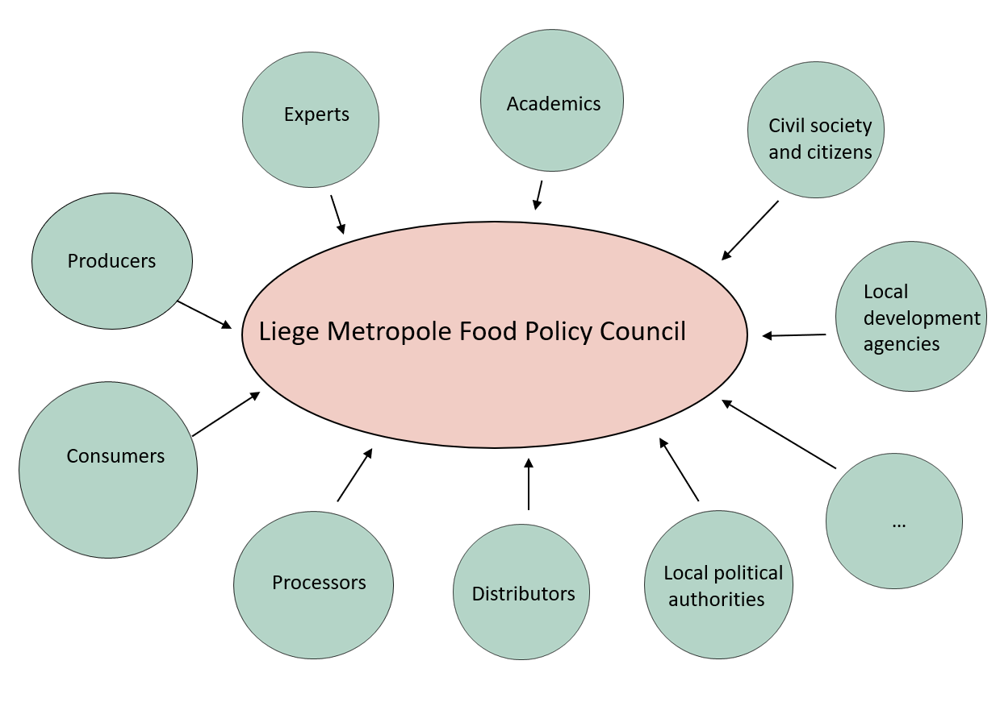 Experts
Academics
Civil society
and citizens
Producers
Local
development
agencies
Liege Metropole Food Policy Council
Consumers
...
Processors
Distributors
Local political
authorities